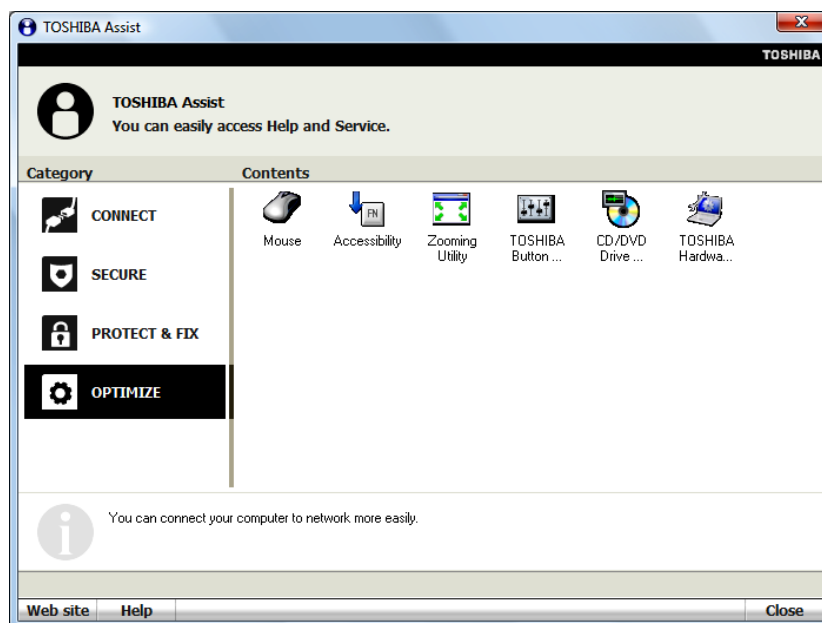 TOSHIBA Assist
TOSHIBA
TOSHIBA Assist
You can easily access Help and Service.
Category
Contents
CONNECT
SECURE
PROTECT & FIX
OPTIMIZE
Mouse
Accessibility
FN
Zooming
Utility
TOSHIBA
Button ...
CD/DVD
Drive ...
TOSHIBA
Hardwa...
You can connect your computer to network more easily.
Web site
Help
Close